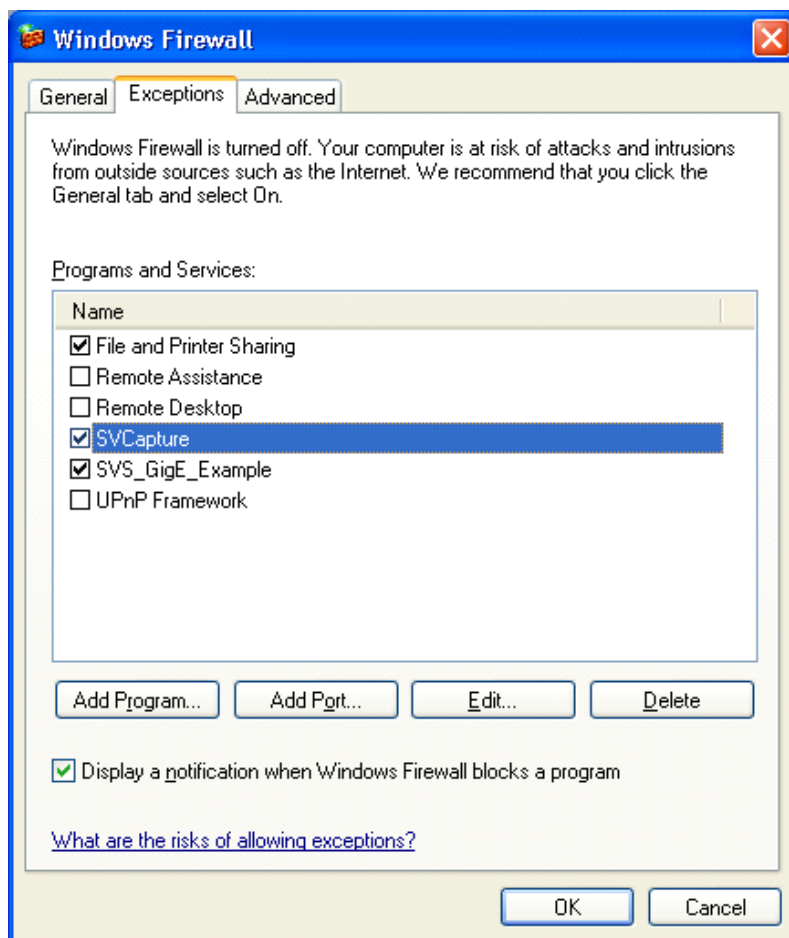 Windows Firewall
General
Exceptions
Advanced
Windows Firewall is turned off. Your computer is at risk of attacks and intrusions
from outside sources such as the Internet. We recommend that you click the
General tab and select On.
Programs and Services:
Name
File and Printer Sharing
Remote Assistance
Remote Desktop
SVCapture
SVS_GigE_Example
UPnP Framework
Add Program...
Add Port...
Edit...
Delete
Display a notification when Windows Firewall blocks a program
What are the risks of allowing exceptions?
OK
Cancel